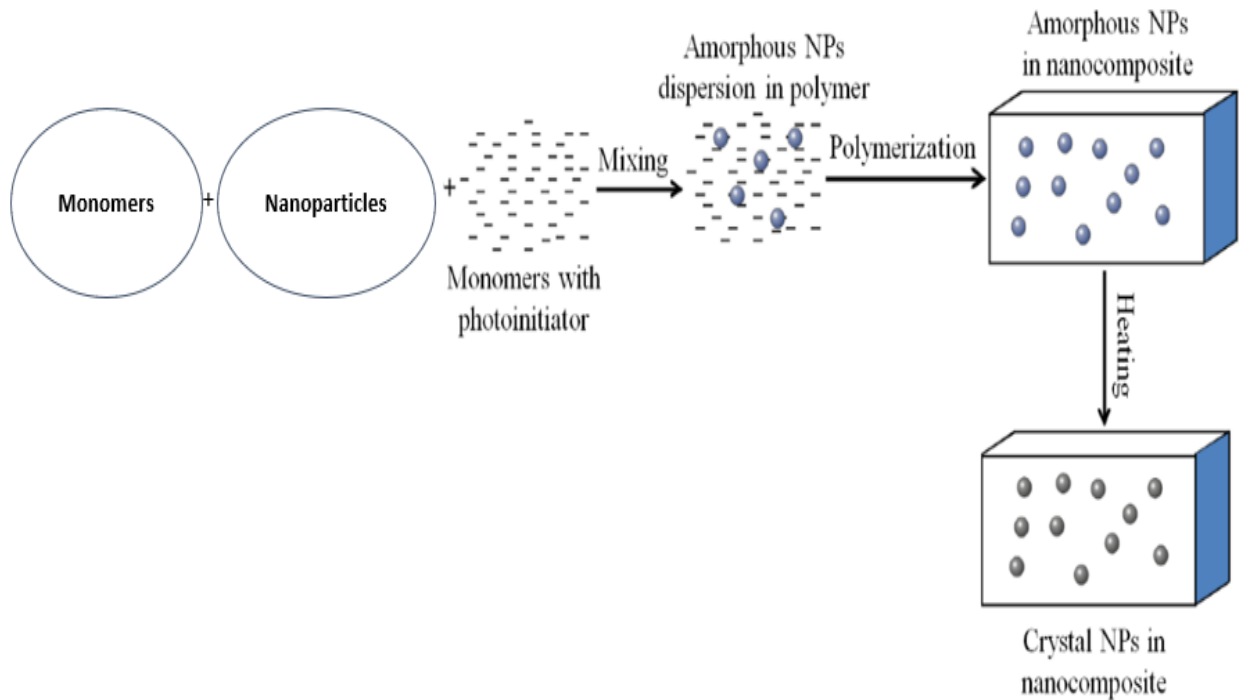 Monomers
+
Nanoparticles
+
Monomers with
photoinitiator
Mixing
Amorphous NPs
dispersion in polymer
Polymerization
Amorphous NPs
in nanocomposite
Heating
Crystal NPs in
nanocomposite